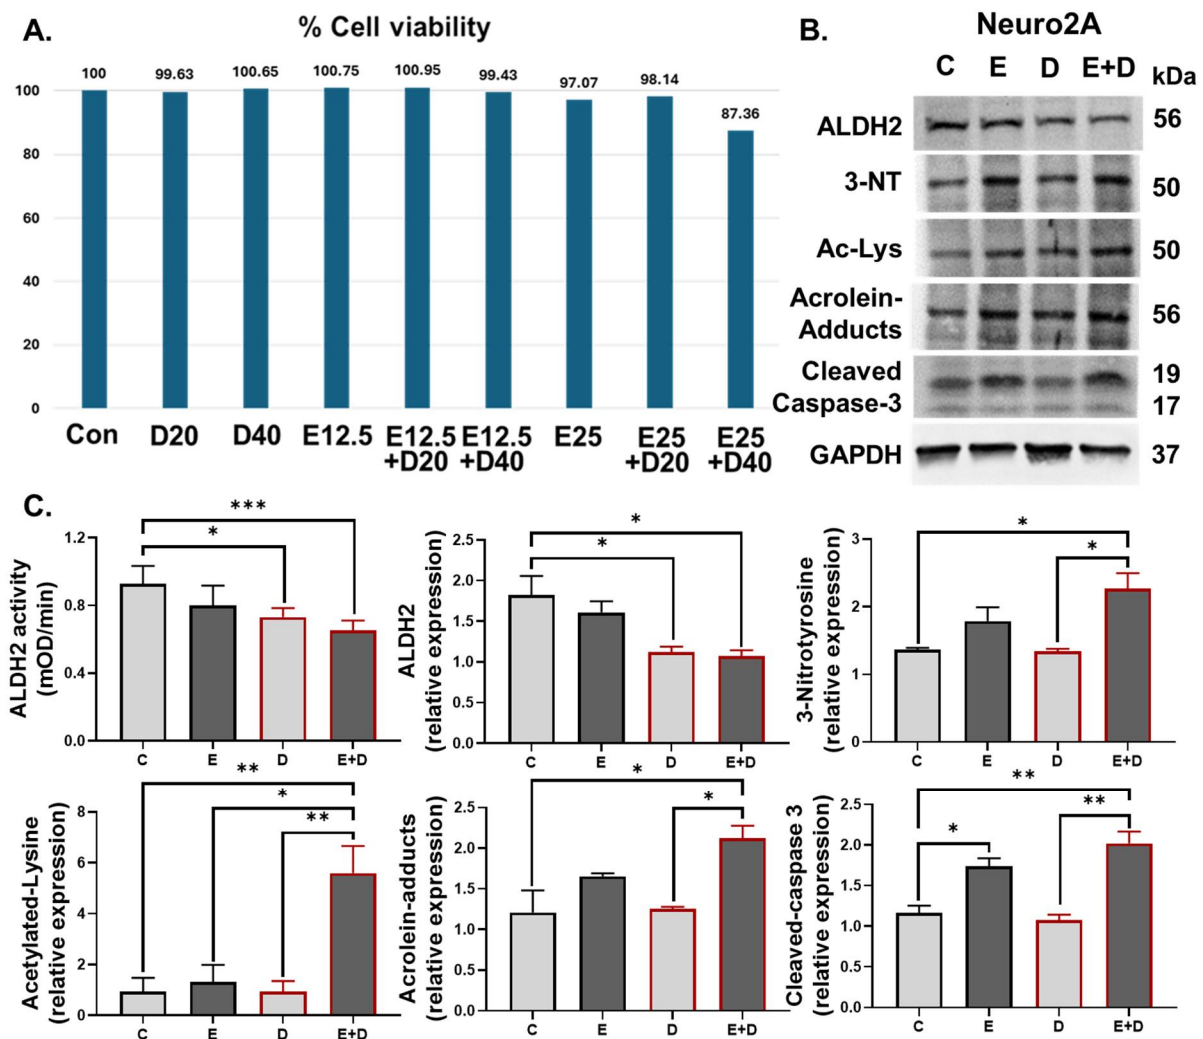 A.
% Cell viability
100
80
60
40
20
0
100
99.63
100.65
100.75
100.95
99.43
97.07
98.14
87.36
Con
D20
D40
E12.5
E12.5
+D20
E12.5
+D40
E25
E25
+D20
E25
+D40
B.
Neuro2A
C E D E+D
kDa
ALDH2
56
3-NT
50
Ac-Lys
50
Acrolein-
Adducts
56
Cleaved
Caspase-3
19
17
GAPDH
37
C.
ALDH2 activity
(mOD/min)
1.2
0.8
0.4
0.0
***
*
C E D E+D
ALDH2
(relative expression)
2.5
2.0
1.5
1.0
0.5
0.0
*
*
C E D E+D
3-Nitrotyrosine
(relative expression)
3
2
1
0
*
*
C E D E+D
Acetylated-Lysine
(relative expression)
8
6
4
2
0
**
*
**
C E D E+D
Acrolein-adducts
(relative expression)
2.5
2.0
1.5
1.0
0.5
0.0
*
*
C E D E+D
Cleaved-caspase 3
(relative expression)
2.5
2.0
1.5
1.0
0.5
0.0
**
**
*
C E D E+D